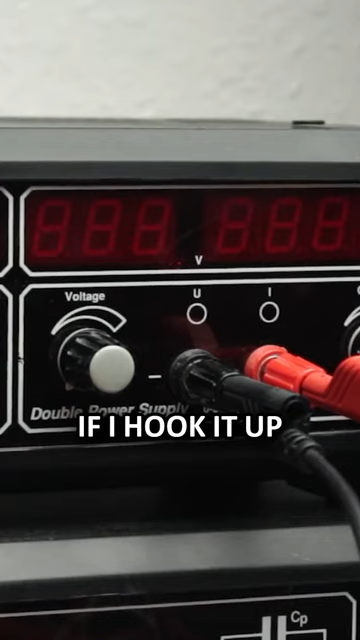 888 888
V
Voltage
U
I
–
Double Power Supply
IF I HOOK IT UP
Cp